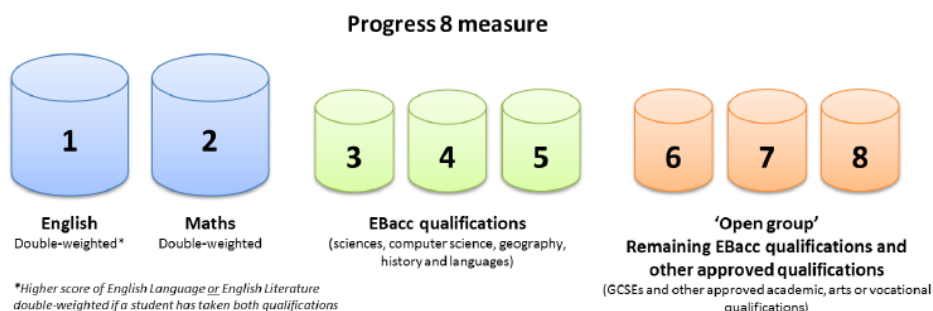 Progress 8 measure
1
2
3
4
5
6
7
8
English
Double-weighted*
Maths
Double-weighted
EBacc qualifications
(sciences, computer science, geography,
history and languages)
'Open group'
Remaining EBacc qualifications and
other approved qualifications
(GCSEs and other approved academic, arts or vocational
qualifications)
*Higher score of English Language or English Literature
double-weighted if a student has taken both qualifications